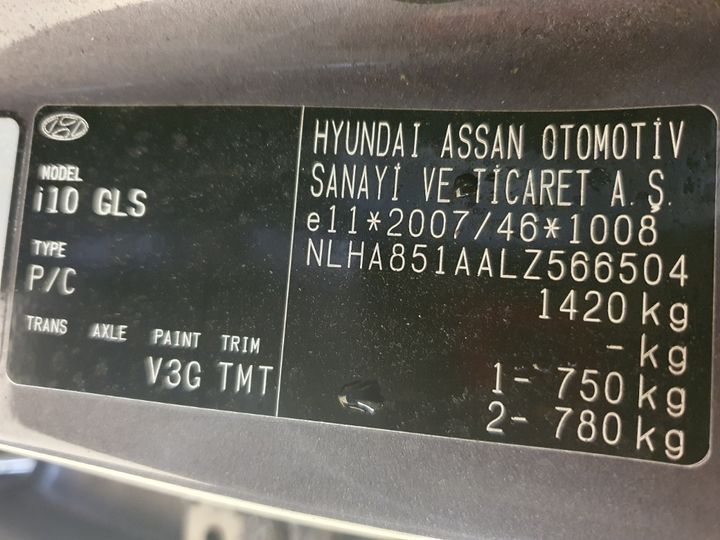 MODEL
i10 GLS
TYPE
P/C
TRANS AXLE PAINT TRIM
V3G TMT
HYUNDAI ASSAN OTOMOTİV
SANAYİ VE TİCARET A.Ş.
e11*2007/46*1008
NLHA851AALZ566504
1420 kg
- kg
1- 750 kg
2- 780 kg